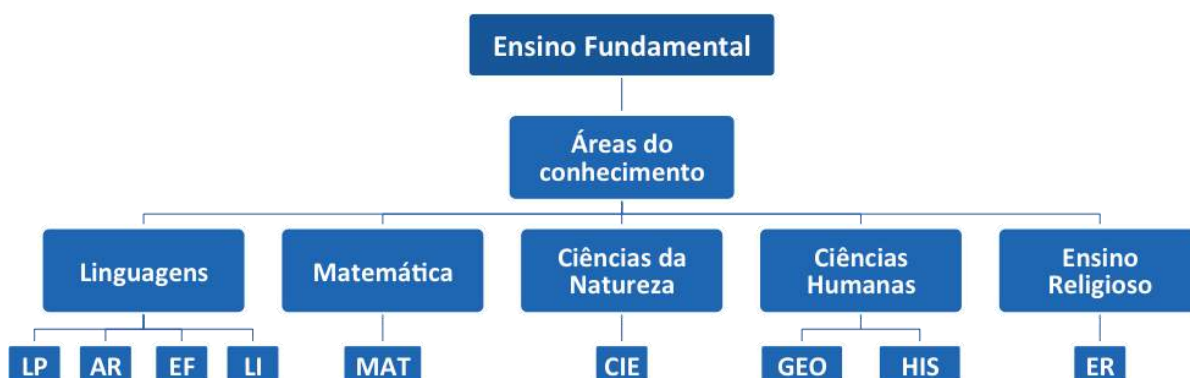 Ensino Fundamental
Áreas do
conhecimento
Linguagens
Matemática
Ciências da
Natureza
Ciências
Humanas
Ensino
Religioso
LP
AR
EF
LI
MAT
CIE
GEO
HIS
ER